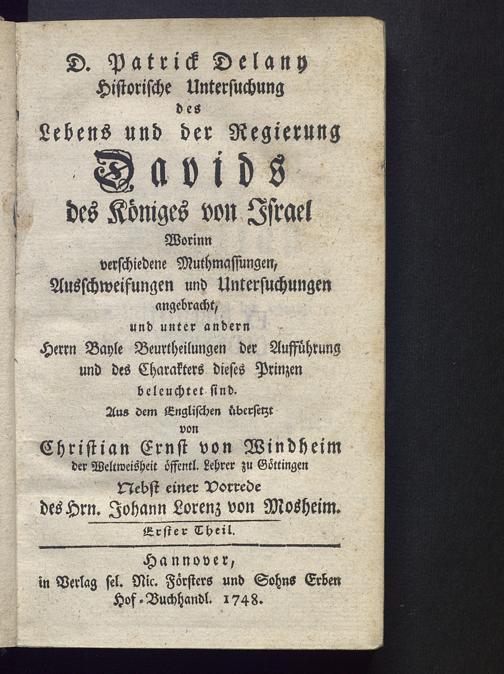 D. Patrick Delany
Historische Untersuchung
des
Lebens und der Regierung
Davids
des Königes von Israel
Worinn
verschiedene Muthmassungen,
Ausschweifungen und Untersuchungen
angebracht,
und unter andern
Herrn Bayle Beurtheilungen der Aufführung
und des Charakters dieses Prinzen
beleuchtet sind.
Aus dem Englischen übersetzt
von
Christian Ernst von Windheim
der Weltweisheit öffentl. Lehrer zu Göttingen
Nebst einer Vorrede
des Hrn. Johann Lorenz von Mosheim.
Erster Theil.
Hannover,
in Verlag sel. Nic. Försters und Sohns Erben
Hof-Buchhandl. 1748.